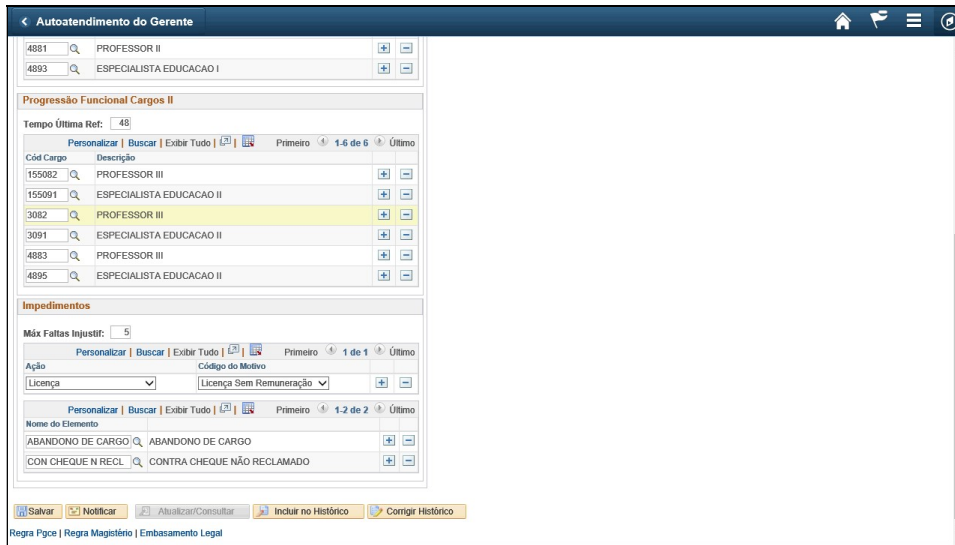 Autoatendimento do Gerente
4881 PROFESSOR II
4893 ESPECIALISTA EDUCACAO I
Progressão Funcional Cargos II
Tempo Última Ref: 48
Personalizar | Buscar | Exibir Tudo | | Primeiro 1-6 de 6 Último
Cód Cargo Descrição
155082 PROFESSOR III
155091 ESPECIALISTA EDUCACAO II
3082 PROFESSOR III
3091 ESPECIALISTA EDUCACAO II
4883 PROFESSOR III
4895 ESPECIALISTA EDUCACAO II
Impedimentos
Máx Faltas Injustif: 5
Personalizar | Buscar | Exibir Tudo | | Primeiro 1 de 1 Último
Ação Código do Motivo
Licença Licença Sem Remuneração
Personalizar | Buscar | Exibir Tudo | | Primeiro 1-2 de 2 Último
Nome do Elemento
ABANDONO DE CARGO ABANDONO DE CARGO
CON CHEQUE N RECL CONTRA CHEQUE NÃO RECLAMADO
Salvar Notificar Atualizar/Consultar Incluir no Histórico Corrigir Histórico
Regra Pgce | Regra Magistério | Embasamento Legal